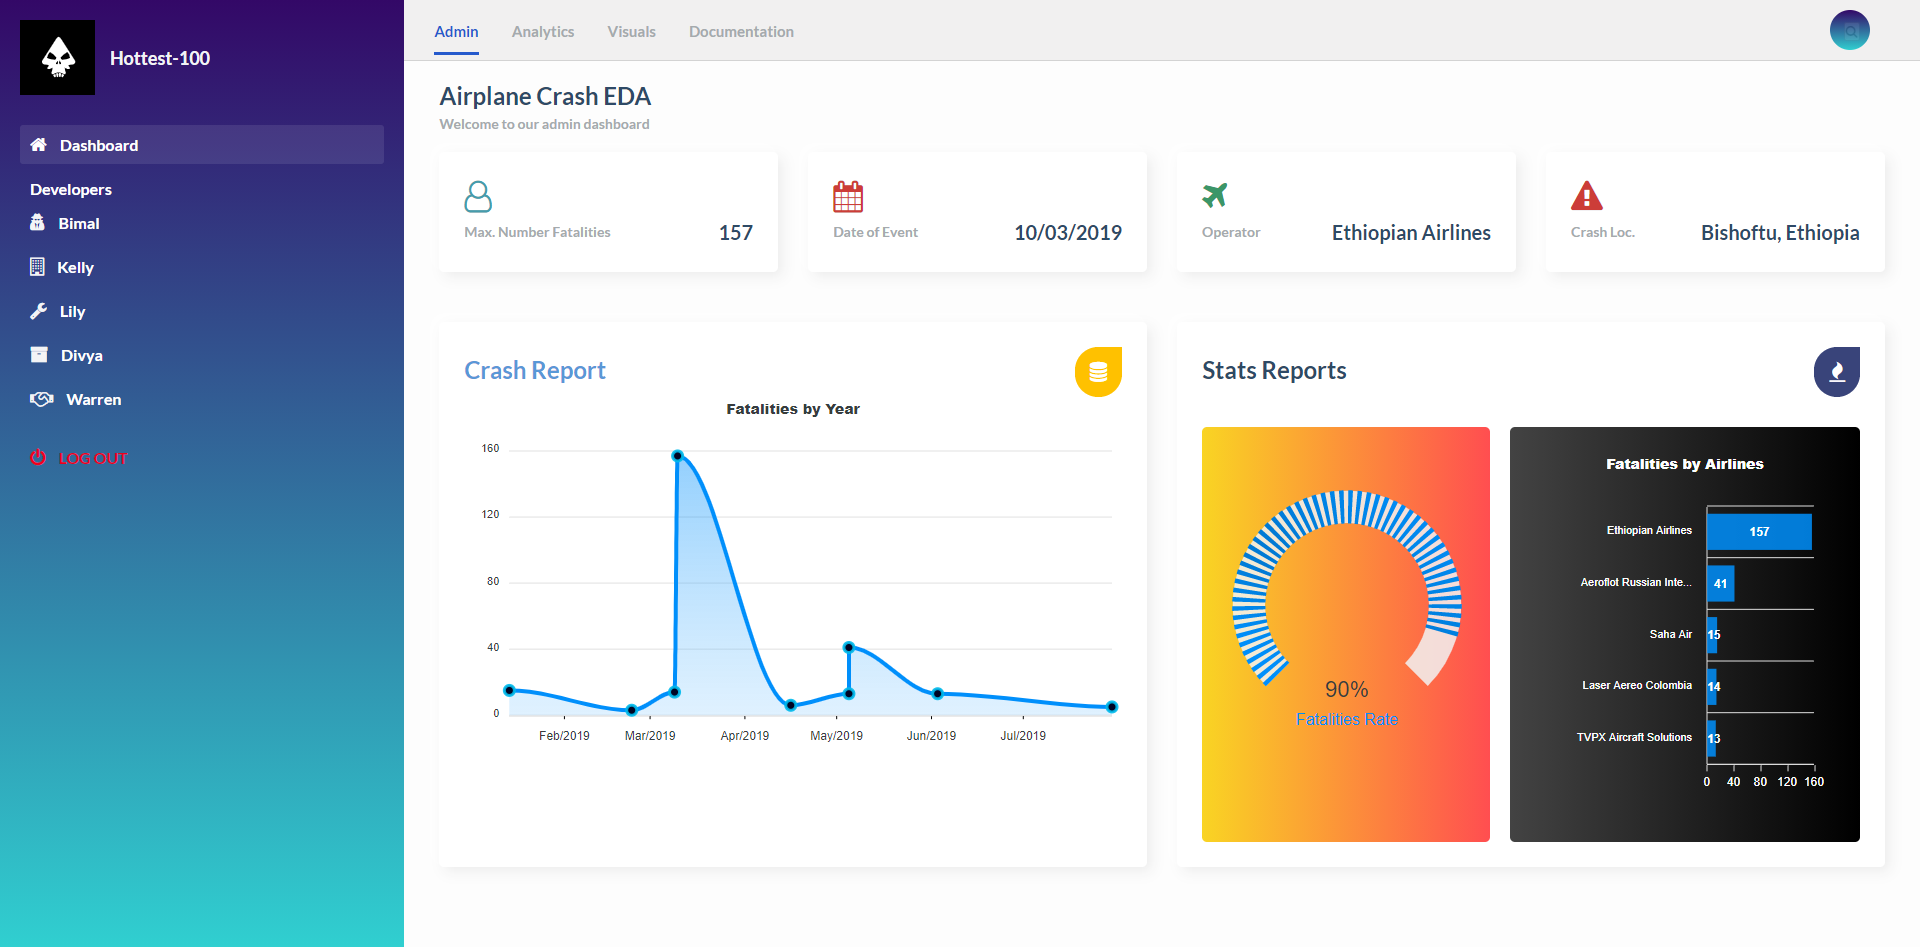 Hottest-100
Dashboard
Developers
Bimal
Kelly
Lily
Divya
Warren
LOG OUT
Admin Analytics Visuals Documentation
Airplane Crash EDA
Welcome to our admin dashboard
Max. Number Fatalities 157
Date of Event 10/03/2019
Operator Ethiopian Airlines
Crash Loc. Bishoftu, Ethiopia
Crash Report
Fatalities by Year
160
120
80
40
0
Feb/2019 Mar/2019 Apr/2019 May/2019 Jun/2019 Jul/2019
Stats Reports
90%
Fatalities Rate
Fatalities by Airlines
Ethiopian Airlines 157
Aeroflot Russian Inte... 41
Saha Air 15
Laser Aereo Colombia 14
TVPX Aircraft Solutions 13
0 40 80 120 160